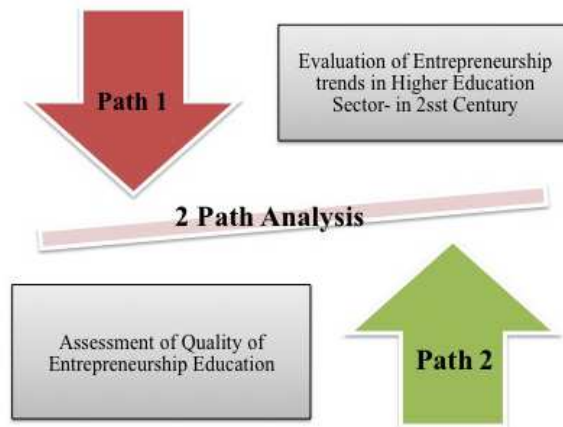 Path 1
Evaluation of Entrepreneurship
trends in Higher Education
Sector- in 2sst Century
2 Path Analysis
Assessment of Quality of
Entrepreneurship Education
Path 2